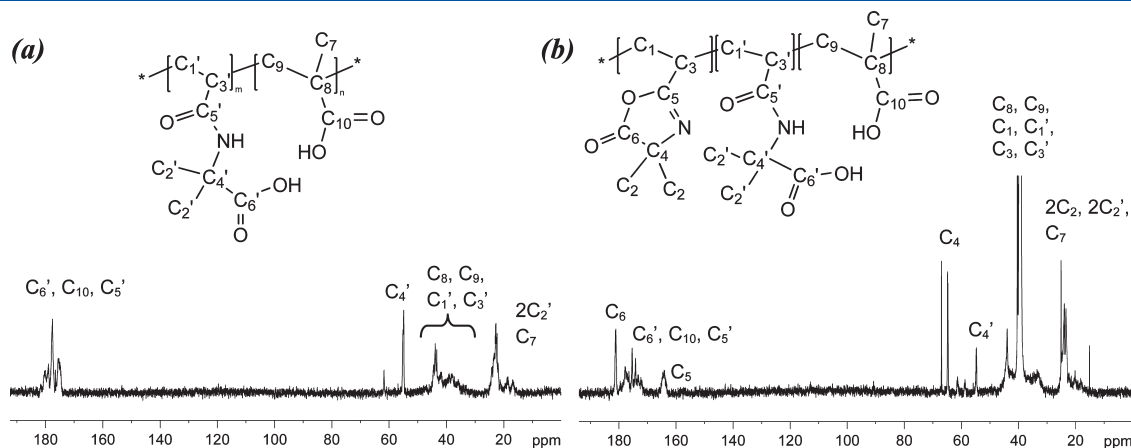 (a)
C₇
C₁' C₉
* C₃' m C₈ n *
O C₅' C₁₀ O
NH HO
C₂' C₄' OH
C₂' C₆'
O
C₆', C₁₀, C₅'
C₄'
C₈, C₉,
C₁', C₃'
2C₂'
C₇
180 160 140 120 100 80 60 40 20 ppm
(b)
C₇
C₁ C₁' C₉
* C₃ C₃' C₈ *
O C₅ O C₅' C₁₀ O
N NH HO
O C₆ C₄ C₂' C₄' OH
C₂ C₂ C₂' C₆'
O
C₈, C₉,
C₁, C₁',
C₃, C₃'
2C₂, 2C₂',
C₇
C₄
C₆
C₆', C₁₀, C₅'
C₄'
C₅
180 160 140 120 100 80 60 40 20 ppm